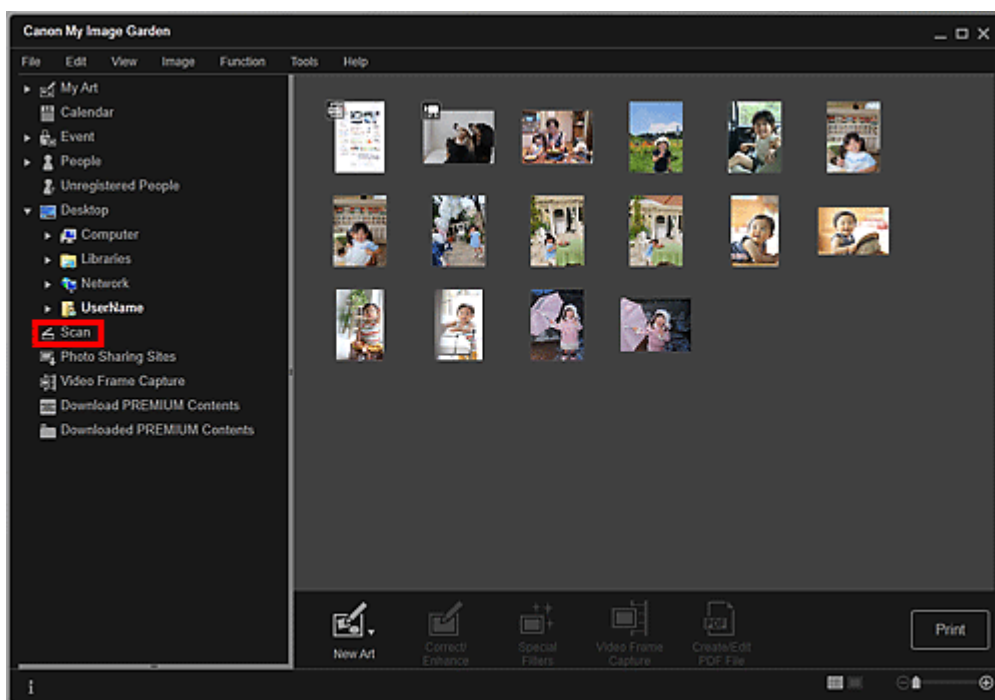 Canon My Image Garden
File Edit View Image Function Tools Help
My Art
Calendar
Event
People
Unregistered People
Desktop
Computer
Libraries
Network
UserName
Scan
Photo Sharing Sites
Video Frame Capture
Download PREMIUM Contents
Downloaded PREMIUM Contents
New Art
Correct/
Enhance
Special
Filters
Video Frame
Capture
PDF
Create/Edit
PDF File
Print